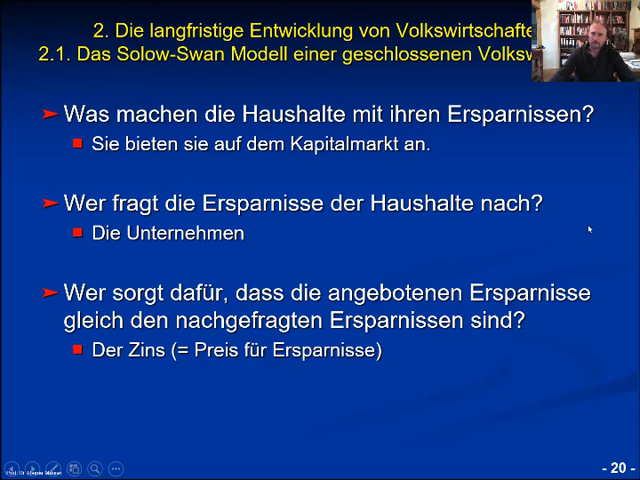 2. Die langfristige Entwicklung von Volkswirtschafte
2.1. Das Solow-Swan Modell einer geschlossenen Volksw
Was machen die Haushalte mit ihren Ersparnissen?
Sie bieten sie auf dem Kapitalmarkt an.
Wer fragt die Ersparnisse der Haushalte nach?
Die Unternehmen
Wer sorgt dafür, dass die angebotenen Ersparnisse
gleich den nachgefragten Ersparnissen sind?
Der Zins (= Preis für Ersparnisse)
- 20 -